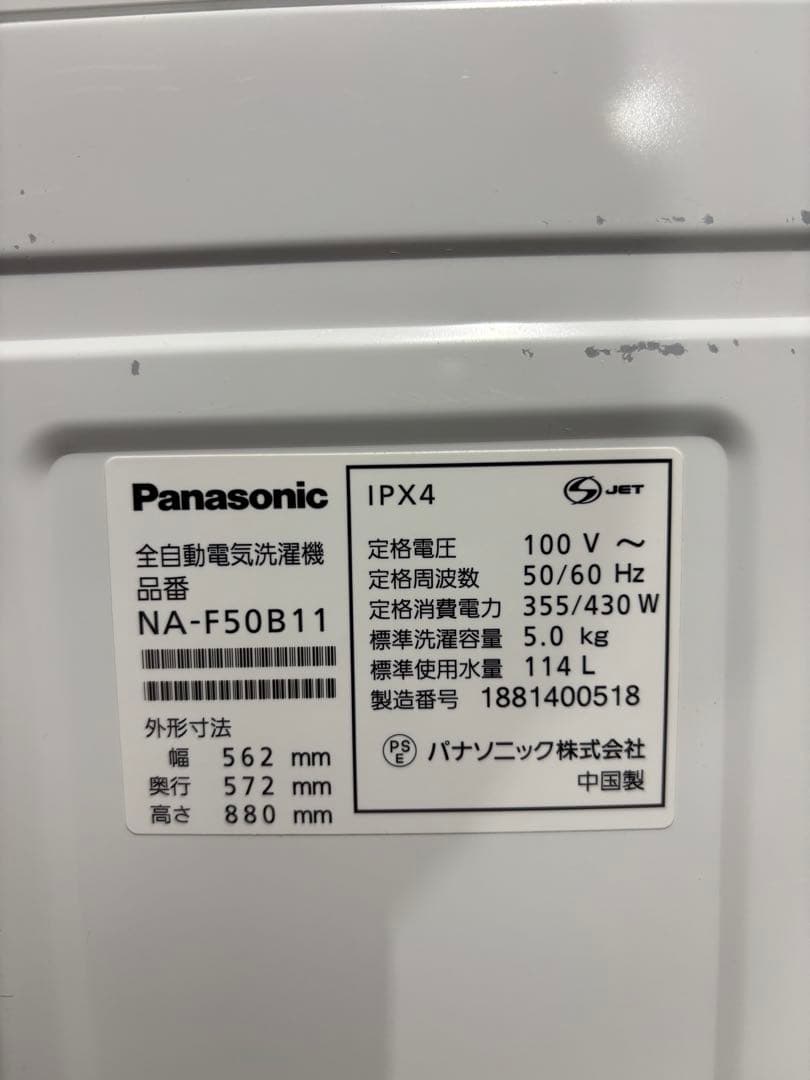 Panasonic
全自動電気洗濯機
品番
NA-F50B11
外形寸法
幅 562 mm
奥行 572 mm
高さ 880 mm
IPX4
JET
定格電圧 100 V ～
定格周波数 50/60 Hz
定格消費電力 355/430 W
標準洗濯容量 5.0 kg
標準使用水量 114 L
製造番号 1881400518
PSE パナソニック株式会社
中国製